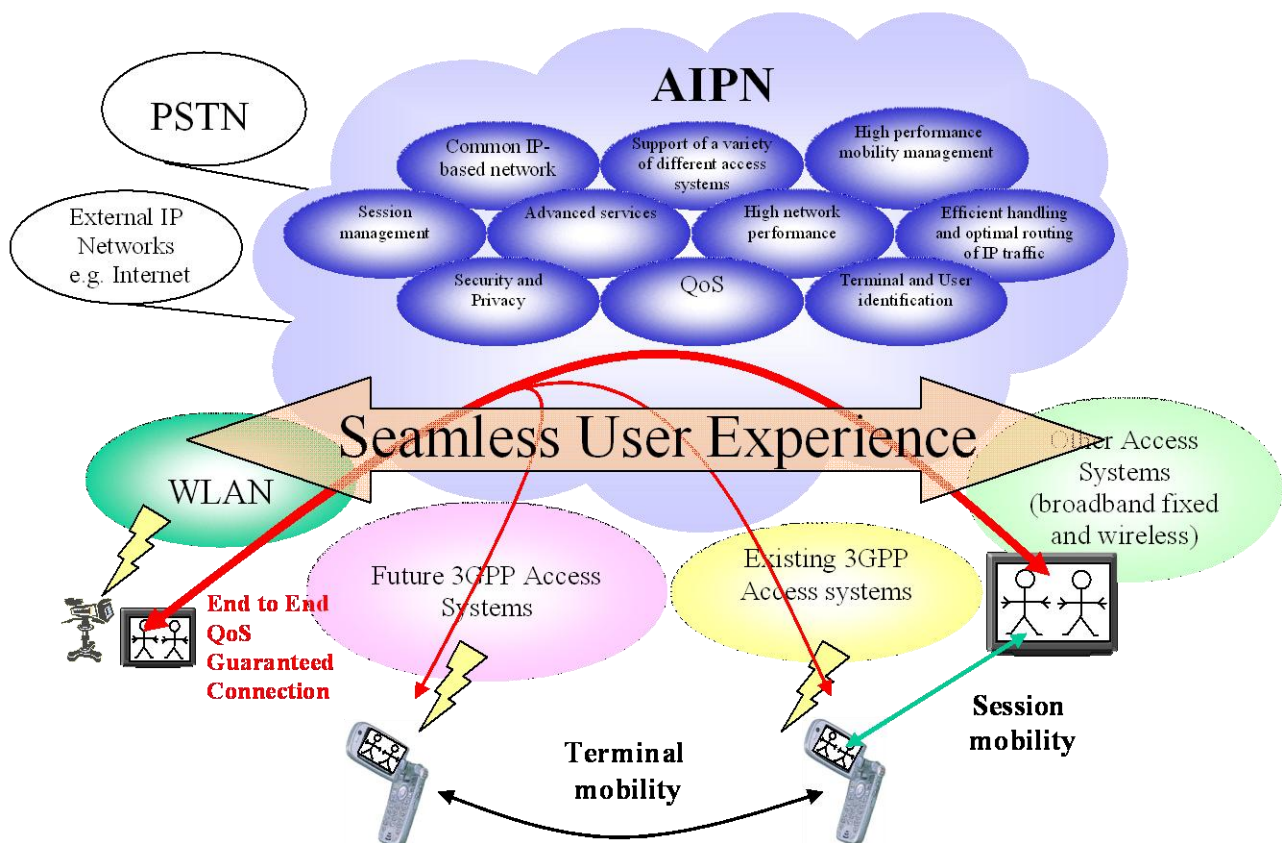 AIPN
PSTN
External IP
Networks
e.g. Internet
Common IP-
based network
Support of a variety
of different access
systems
High performance
mobility management
Session
management
Advanced services
High network
performance
Efficient handling
and optimal routing
of IP traffic
Security and
Privacy
QoS
Terminal and User
identification
Seamless User Experience
WLAN
Future 3GPP Access
Systems
Existing 3GPP
Access systems
Other Access
Systems
(broadband fixed
and wireless)
End to End
QoS
Guaranteed
Connection
Terminal
mobility
Session
mobility